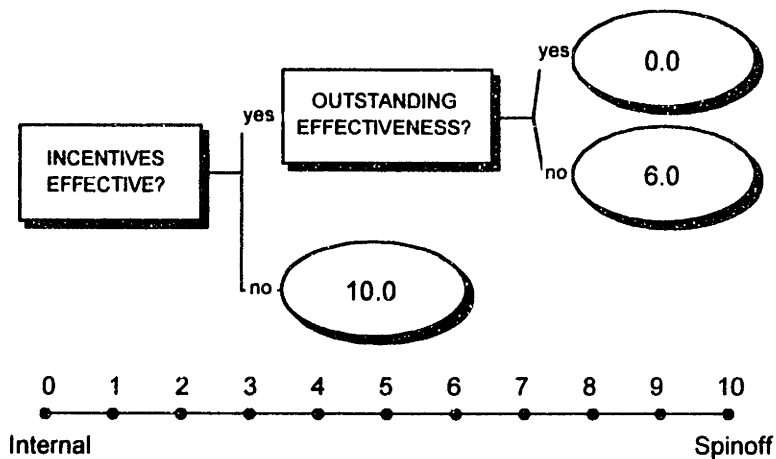 yes
0.0
OUTSTANDING
EFFECTIVENESS?
yes
INCENTIVES
EFFECTIVE?
no
6.0
no
10.0
0 1 2 3 4 5 6 7 8 9 10
Internal
Spinoff